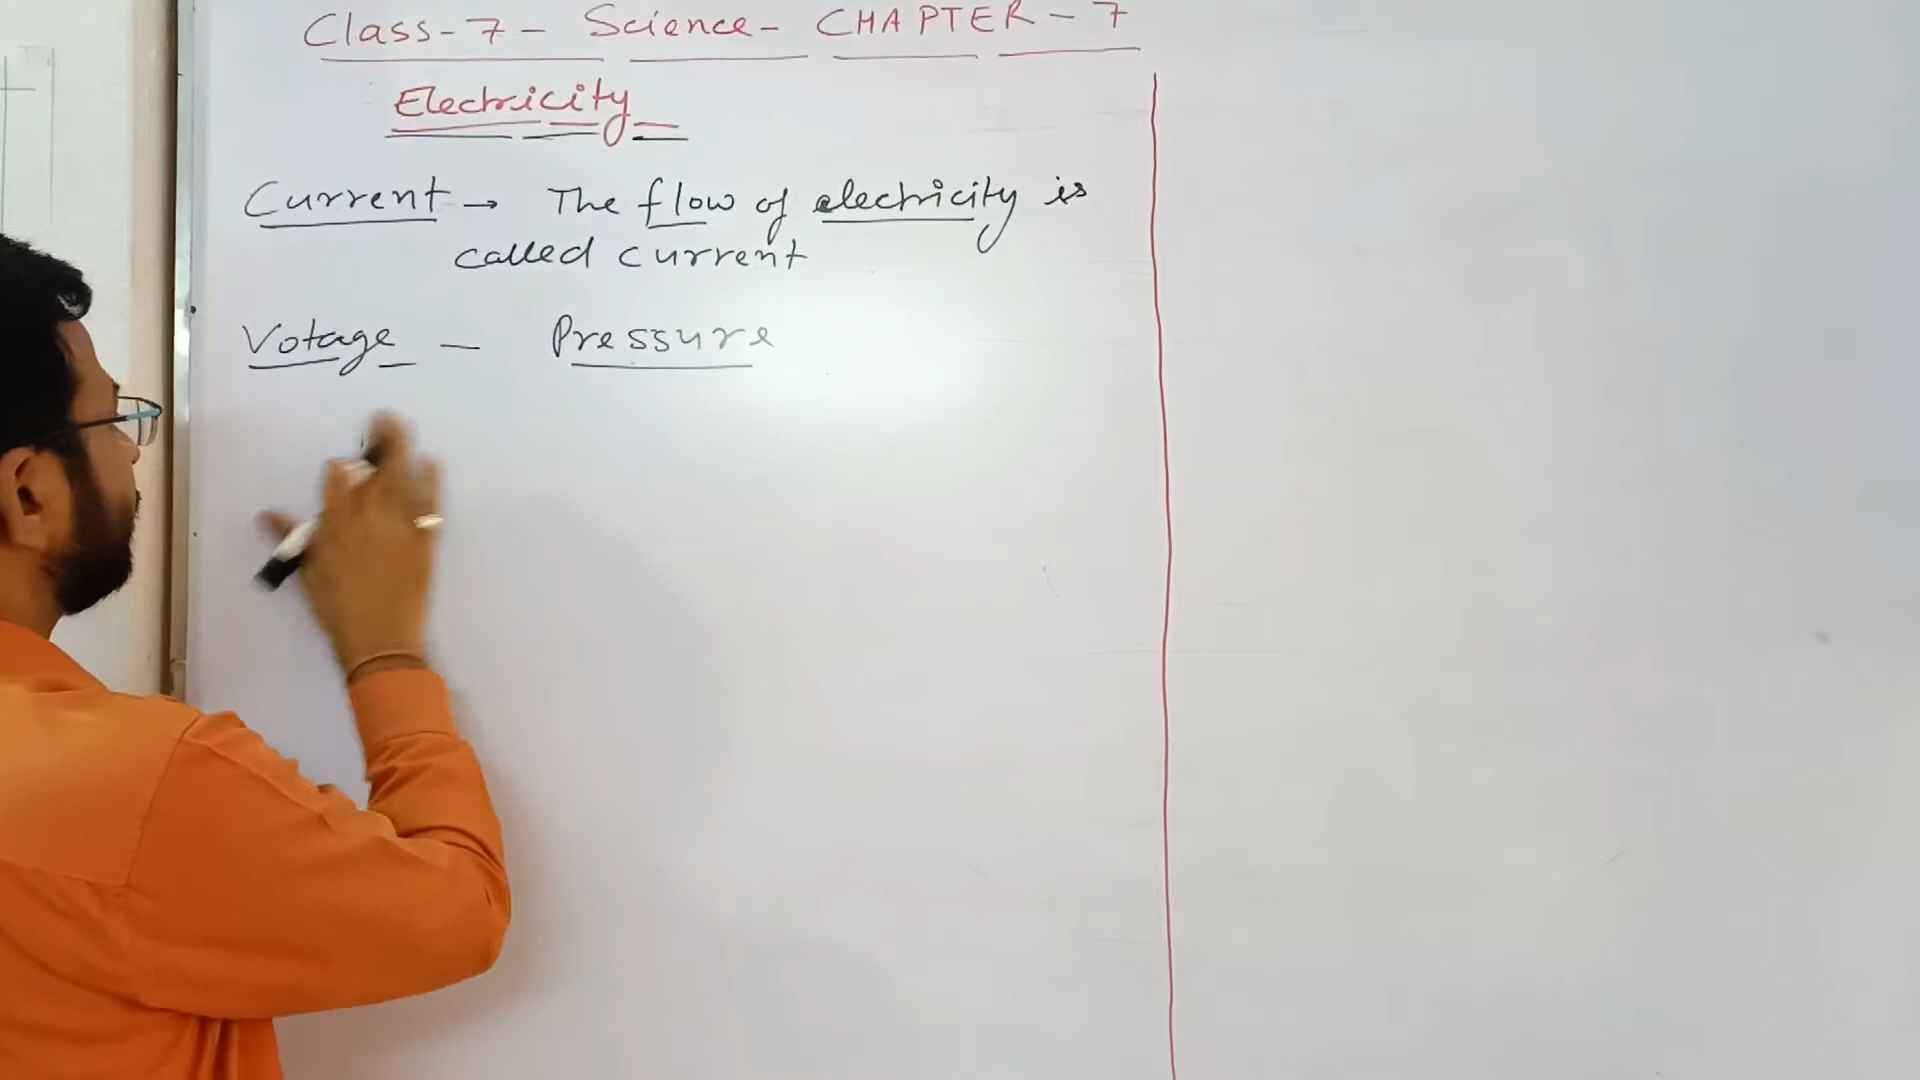 Class-7- Science- CHAPTER-7
Electricity
Current → The flow of electricity is
called current
Votage - Pressure